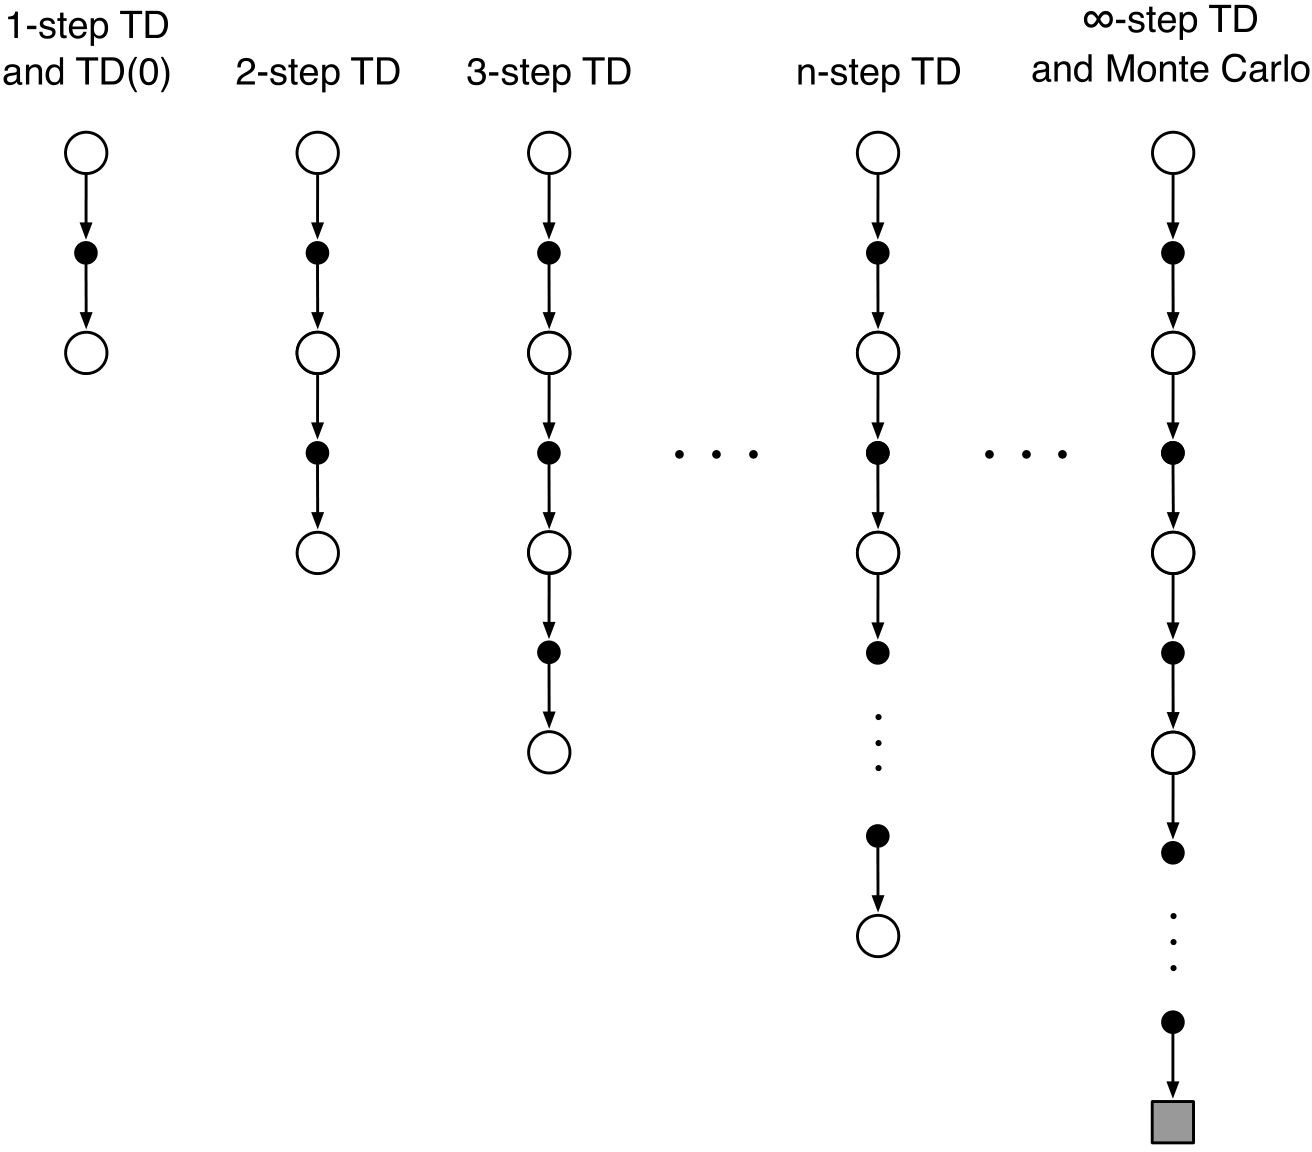 1-step TD
and TD(0)
2-step TD
3-step TD
n-step TD
∞-step TD
and Monte Carlo